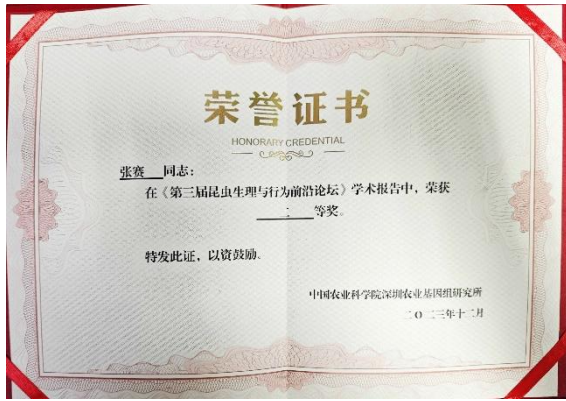 荣誉证书
HONORARY CREDENTIAL
张赛 同志：
在《第三届昆虫生理与行为前沿论坛》学术报告中，荣获
二 等奖。
特发此证，以资鼓励。
中国农业科学院深圳农业基因组研究所
二〇二三年十二月